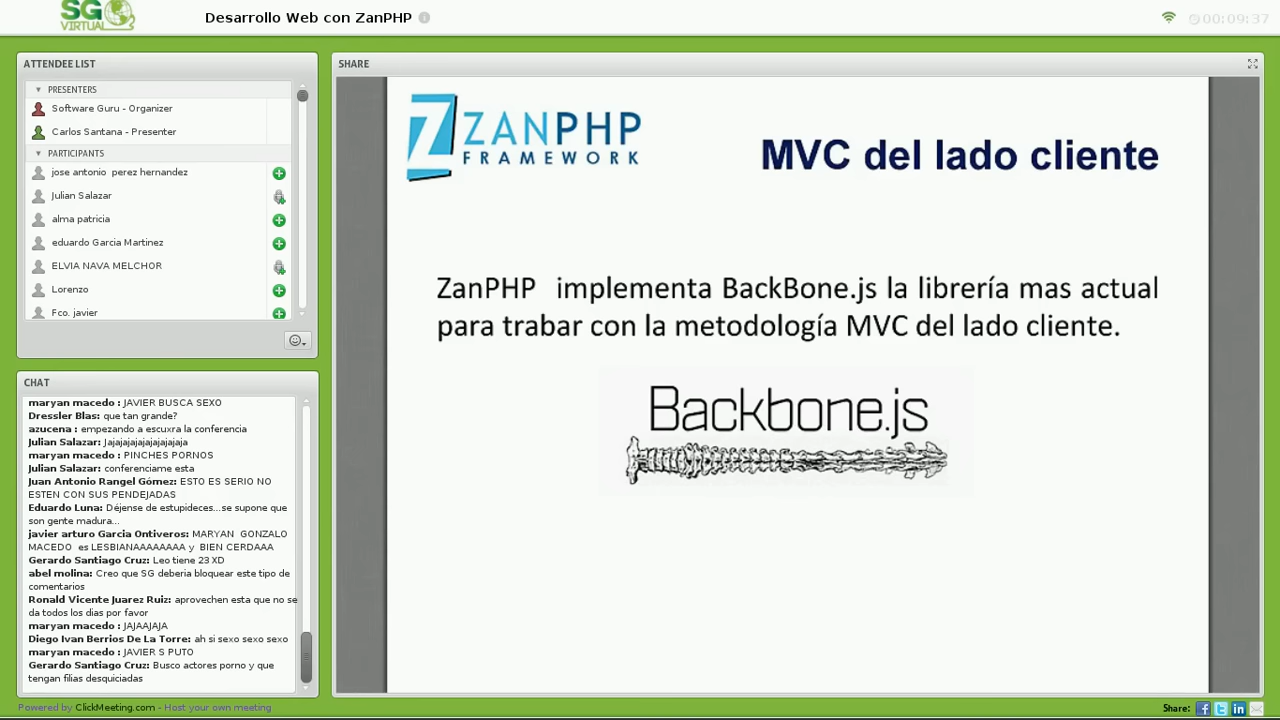 SG
VIRTUAL
Desarrollo Web con ZanPHP
00:09:37
ATTENDEE LIST
PRESENTERS
Software Guru - Organizer
Carlos Santana - Presenter
PARTICIPANTS
jose antonio perez hernandez
Julian Salazar
alma patricia
eduardo Garcia Martinez
ELVIA NAVA MELCHOR
Lorenzo
Fco. javier
CHAT
maryan macedo : JAVIER BUSCA SEXO
Dressler Blas: que tan grande?
azucena : empezando a escuxra la conferencia
Julian Salazar: Jajajajajajajajajaja
maryan macedo : PINCHES PORNOS
Julian Salazar: conferenciame esta
Juan Antonio Rangel Gómez: ESTO ES SERIO NO
ESTEN CON SUS PENDEJADAS
Eduardo Luna: Déjense de estupideces...se supone que
son gente madura...
javier arturo Garcia Ontiveros: MARYAN GONZALO
MACEDO es LESBIANAAAAAAAA y BIEN CERDAAA
Gerardo Santiago Cruz: Leo tiene 23 XD
abel molina: Creo que SG deberia bloquear este tipo de
comentarios
Ronald Vicente Juarez Ruiz: aprovechen esta que no se
da todos los dias por favor
maryan macedo : JAJAAJAJA
Diego Ivan Berrios De La Torre: ah si sexo sexo sexo
maryan macedo : JAVIER S PUTO
Gerardo Santiago Cruz: Busco actores porno y que
tengan filias desquiciadas
SHARE
ZANPHP
FRAMEWORK
MVC del lado cliente
ZanPHP implementa BackBone.js la librería mas actual
para trabar con la metodología MVC del lado cliente.
Backbone.js
Powered by ClickMeeting.com - Host your own meeting
Share: